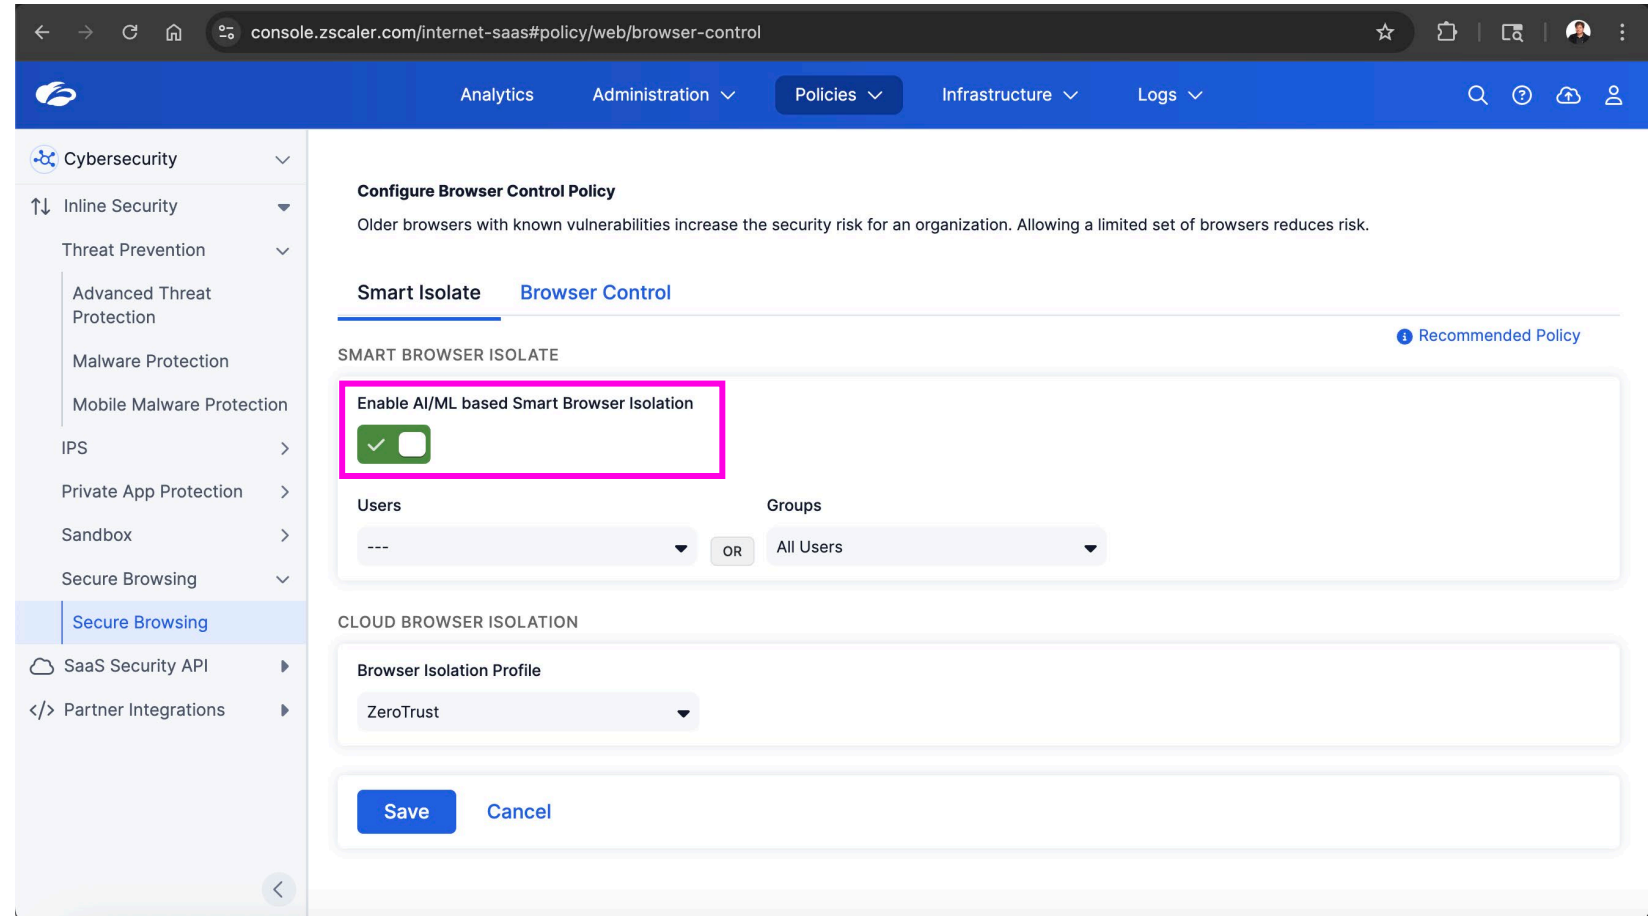 console.zscaler.com/internet-saas#policy/web/browser-control
Analytics
Administration
Policies
Infrastructure
Logs
Cybersecurity
Inline Security
Threat Prevention
Advanced Threat
Protection
Malware Protection
Mobile Malware Protection
IPS
Private App Protection
Sandbox
Secure Browsing
Secure Browsing
SaaS Security API
Partner Integrations
Configure Browser Control Policy
Older browsers with known vulnerabilities increase the security risk for an organization. Allowing a limited set of browsers reduces risk.
Smart Isolate
Browser Control
Recommended Policy
SMART BROWSER ISOLATE
Enable AI/ML based Smart Browser Isolation
Users
Groups
---
OR
All Users
CLOUD BROWSER ISOLATION
Browser Isolation Profile
ZeroTrust
Save
Cancel